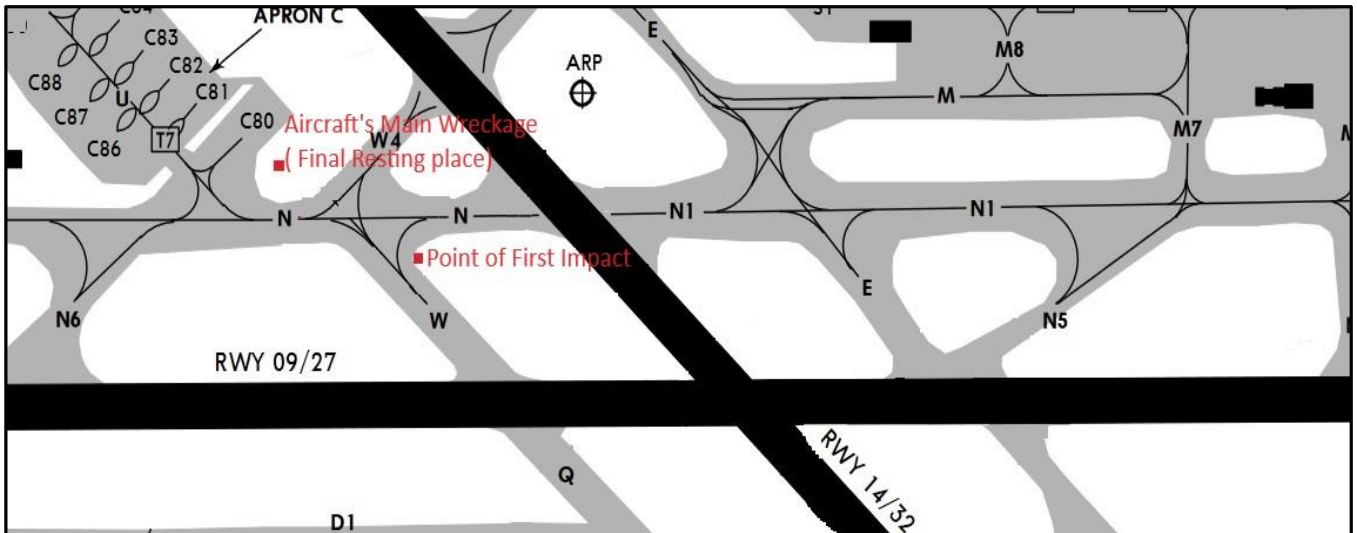 APRON C
C83
C88
C82
U
C81
C87
C80
C86
T7
E
ARP
M8
M
M7
Aircraft's Main Wreckage
W4
( Final Resting place)
N
N
N1
N1
Point of First Impact
E
N6
W
N5
RWY 09/27
RWY 14/32
Q
D1